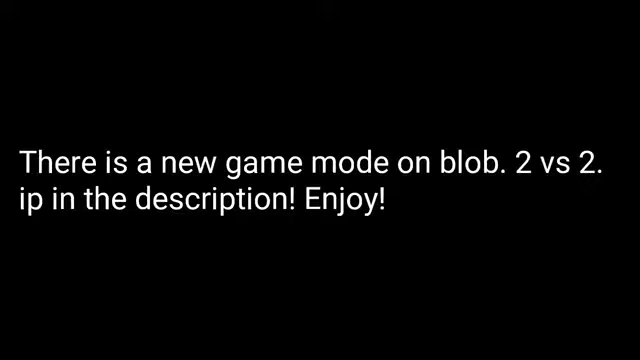 There is a new game mode on blob. 2 vs 2.
ip in the description! Enjoy!